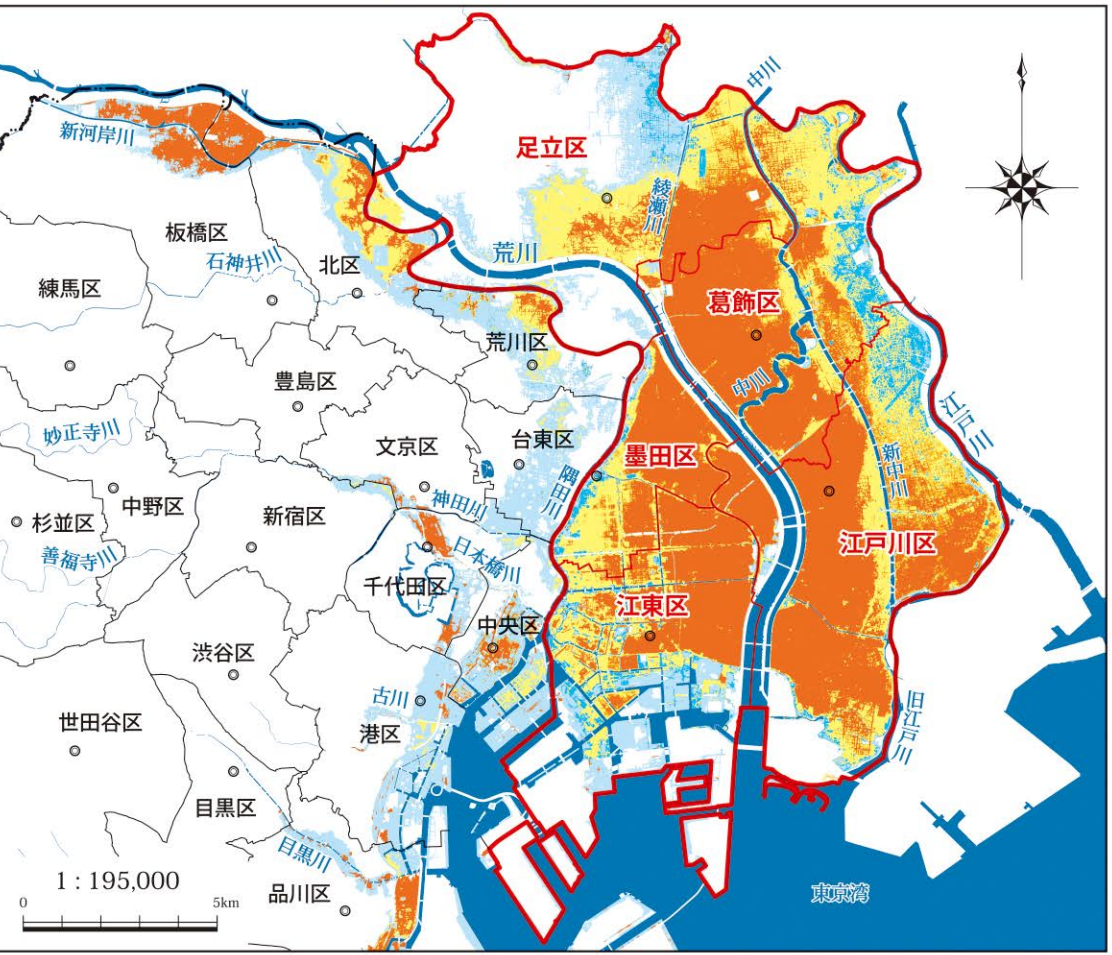 中川
新河岸川
足立区
綾瀬川
板橋区
荒川
石神井川
北区
練馬区
葛飾区
荒川区
豊島区
中川
江戸川
妙正寺川
文京区
台東区
墨田区
隅田川
新中川
中野区
神田川
杉並区
新宿区
江戸川区
善福寺川
日本橋川
千代田区
江東区
中央区
渋谷区
古川
旧江戸川
世田谷区
港区
目黒区
目黒川
1 : 195,000
品川区
東京湾
0 5km